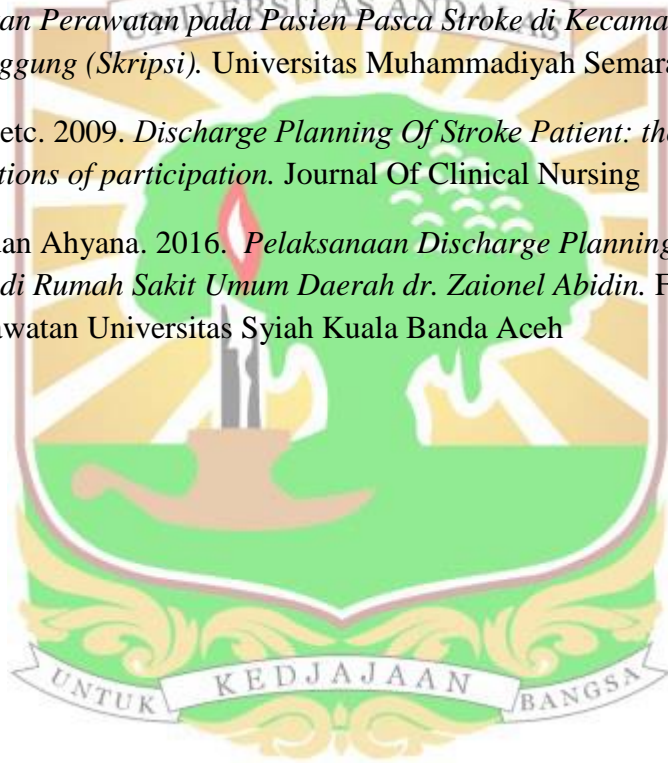 an Perawatan pada Pasien Pasca Stroke di Kecama
ggung (Skripsi). Universitas Muhammadiyah Semara
etc. 2009. Discharge Planning Of Stroke Patient: the
tions of participation. Journal Of Clinical Nursing
an Ahyana. 2016. Pelaksanaan Discharge Planning
di Rumah Sakit Umum Daerah dr. Zaionel Abidin. F
awatan Universitas Syiah Kuala Banda Aceh
UNTUK KEDJAJAAN BANGSA